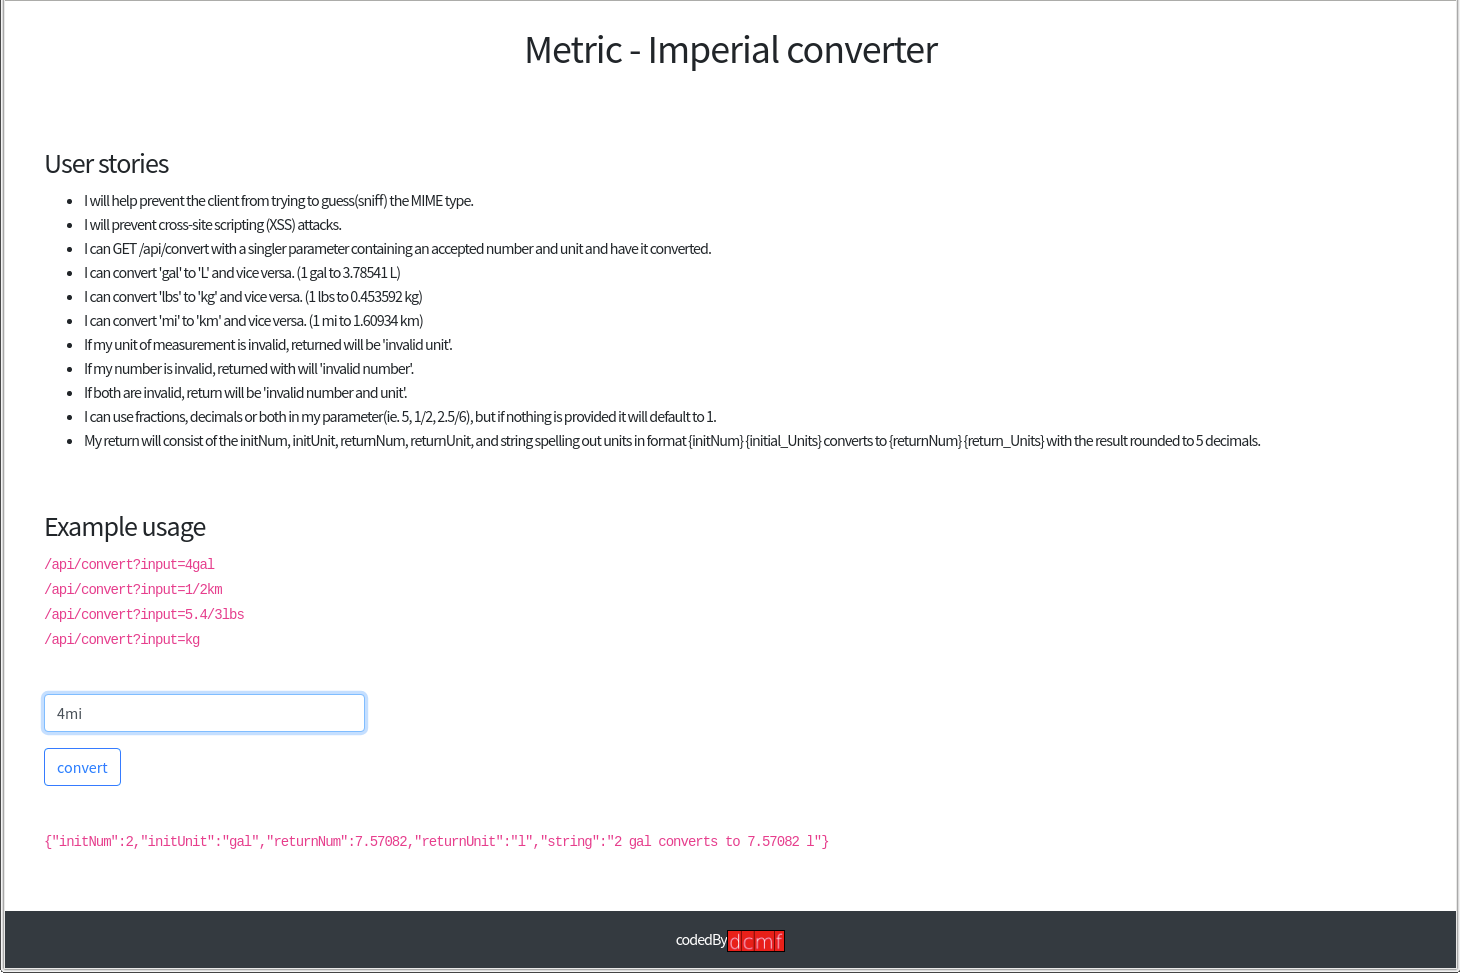 Metric - Imperial converter
User stories
I will help prevent the client from trying to guess(sniff) the MIME type.
I will prevent cross-site scripting (XSS) attacks.
I can GET /api/convert with a singler parameter containing an accepted number and unit and have it converted.
I can convert 'gal' to 'L' and vice versa. (1 gal to 3.78541 L)
I can convert 'lbs' to 'kg' and vice versa. (1 lbs to 0.453592 kg)
I can convert 'mi' to 'km' and vice versa. (1 mi to 1.60934 km)
If my unit of measurement is invalid, returned will be 'invalid unit'.
If my number is invalid, returned with will 'invalid number'.
If both are invalid, return will be 'invalid number and unit'.
I can use fractions, decimals or both in my parameter(ie. 5, 1/2, 2.5/6), but if nothing is provided it will default to 1.
My return will consist of the initNum, initUnit, returnNum, returnUnit, and string spelling out units in format {initNum} {initial_Units} converts to {returnNum} {return_Units} with the result rounded to 5 decimals.
Example usage
/api/convert?input=4gal
/api/convert?input=1/2km
/api/convert?input=5.4/3lbs
/api/convert?input=kg
4mi
convert
{"initNum":2,"initUnit":"gal","returnNum":7.57082,"returnUnit":"l","string":"2 gal converts to 7.57082 l"}
codedBy dcmf